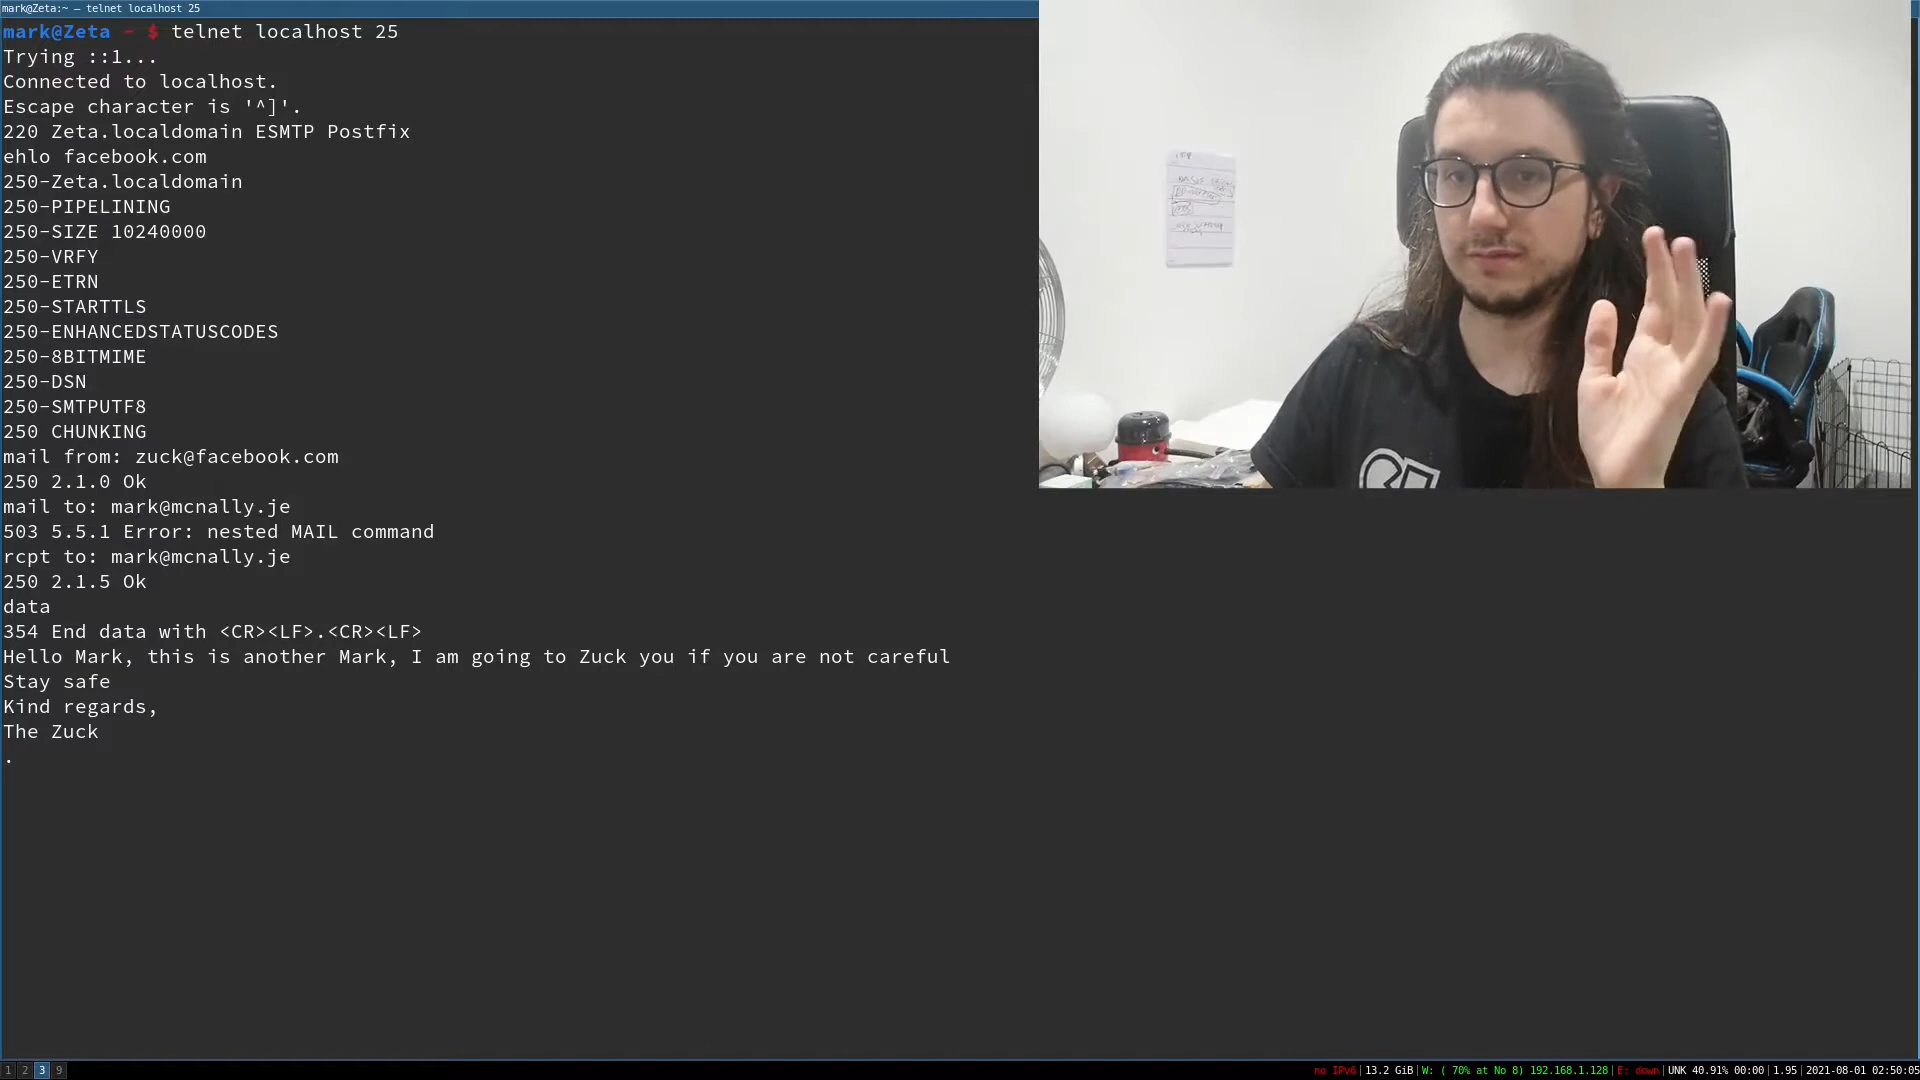 mark@Zeta:~ — telnet localhost 25
mark@Zeta ~ $ telnet localhost 25
Trying ::1...
Connected to localhost.
Escape character is '^]'.
220 Zeta.localdomain ESMTP Postfix
ehlo facebook.com
250-Zeta.localdomain
250-PIPELINING
250-SIZE 10240000
250-VRFY
250-ETRN
250-STARTTLS
250-ENHANCEDSTATUSCODES
250-8BITMIME
250-DSN
250-SMTPUTF8
250 CHUNKING
mail from: zuck@facebook.com
250 2.1.0 Ok
mail to: mark@mcnally.je
503 5.5.1 Error: nested MAIL command
rcpt to: mark@mcnally.je
250 2.1.5 Ok
data
354 End data with <CR><LF>.<CR><LF>
Hello Mark, this is another Mark, I am going to Zuck you if you are not careful
Stay safe
Kind regards,
The Zuck
.
1 2 3 9
no IPv6|13.2 GiB|W: ( 70% at No 8) 192.168.1.128|E: down|UNK 40.91% 00:00|1.95|2021-08-01 02:50:05